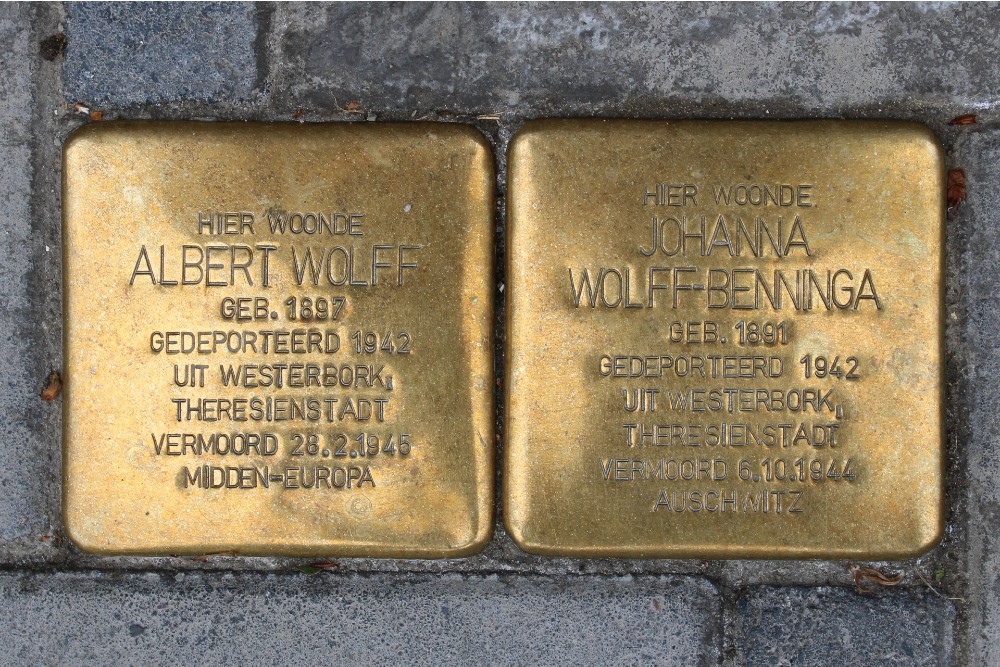 HIER WOONDE
ALBERT WOLFF
GEB. 1897
GEDEPORTEERD 1942
UIT WESTERBORK,
THERESIENSTADT
VERMOORD 28.2.1945
MIDDEN-EUROPA
HIER WOONDE
JOHANNA
WOLFF-BENNINGA
GEB. 1891
GEDEPORTEERD 1942
UIT WESTERBORK,
THERESIENSTADT
VERMOORD 6.10.1944
AUSCHWITZ